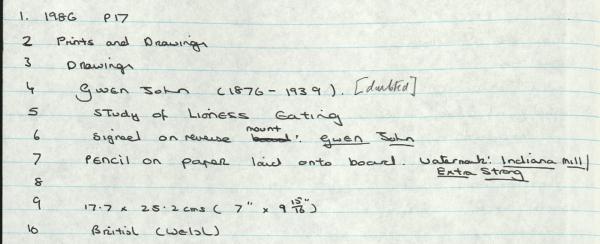 1. 1986 P17
2 Prints and Drawings
3 Drawings
4 Gwen John (1876-1939). [doubted]
5 Study of Lioness Eating
6 Signed on reverse mount: Gwen John
7 Pencil on paper laid onto board. Watermark: Indiana Mill/
Extra Strong
8
9 17.7 x 25.2 cms (7" x 9 15/16")
10 British (Welsh)